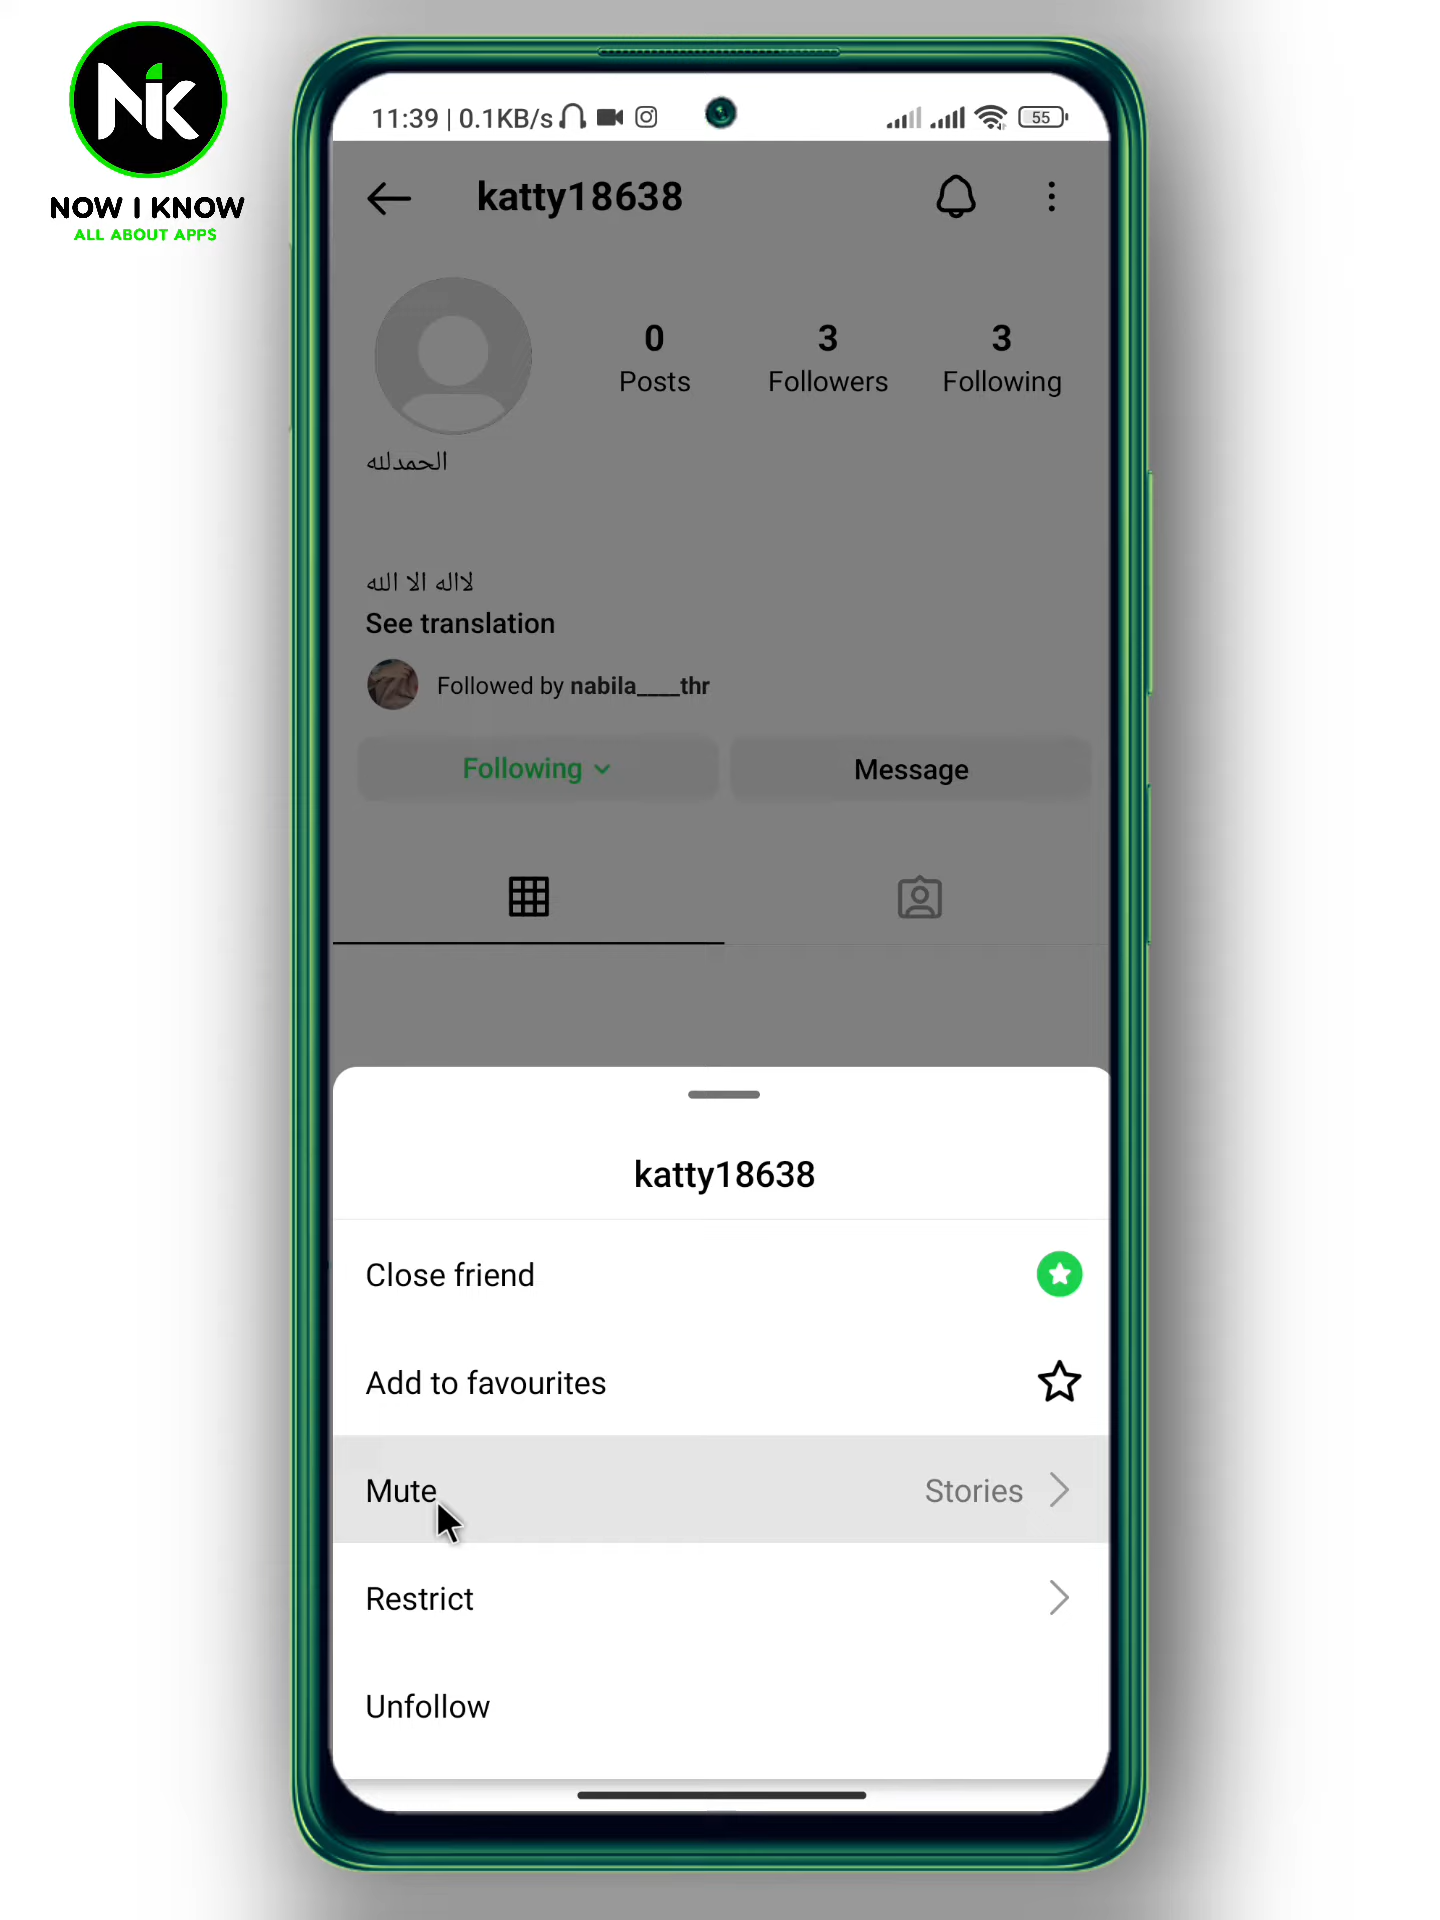 NiK
NOW I KNOW
ALL ABOUT APPS
11:39 | 0.1KB/s
55
katty18638
0
Posts
3
Followers
3
Following
الحمدلله
لااله الا الله
See translation
Followed by nabila____thr
Following
Message
katty18638
Close friend
Add to favourites
Mute
Stories
Restrict
Unfollow